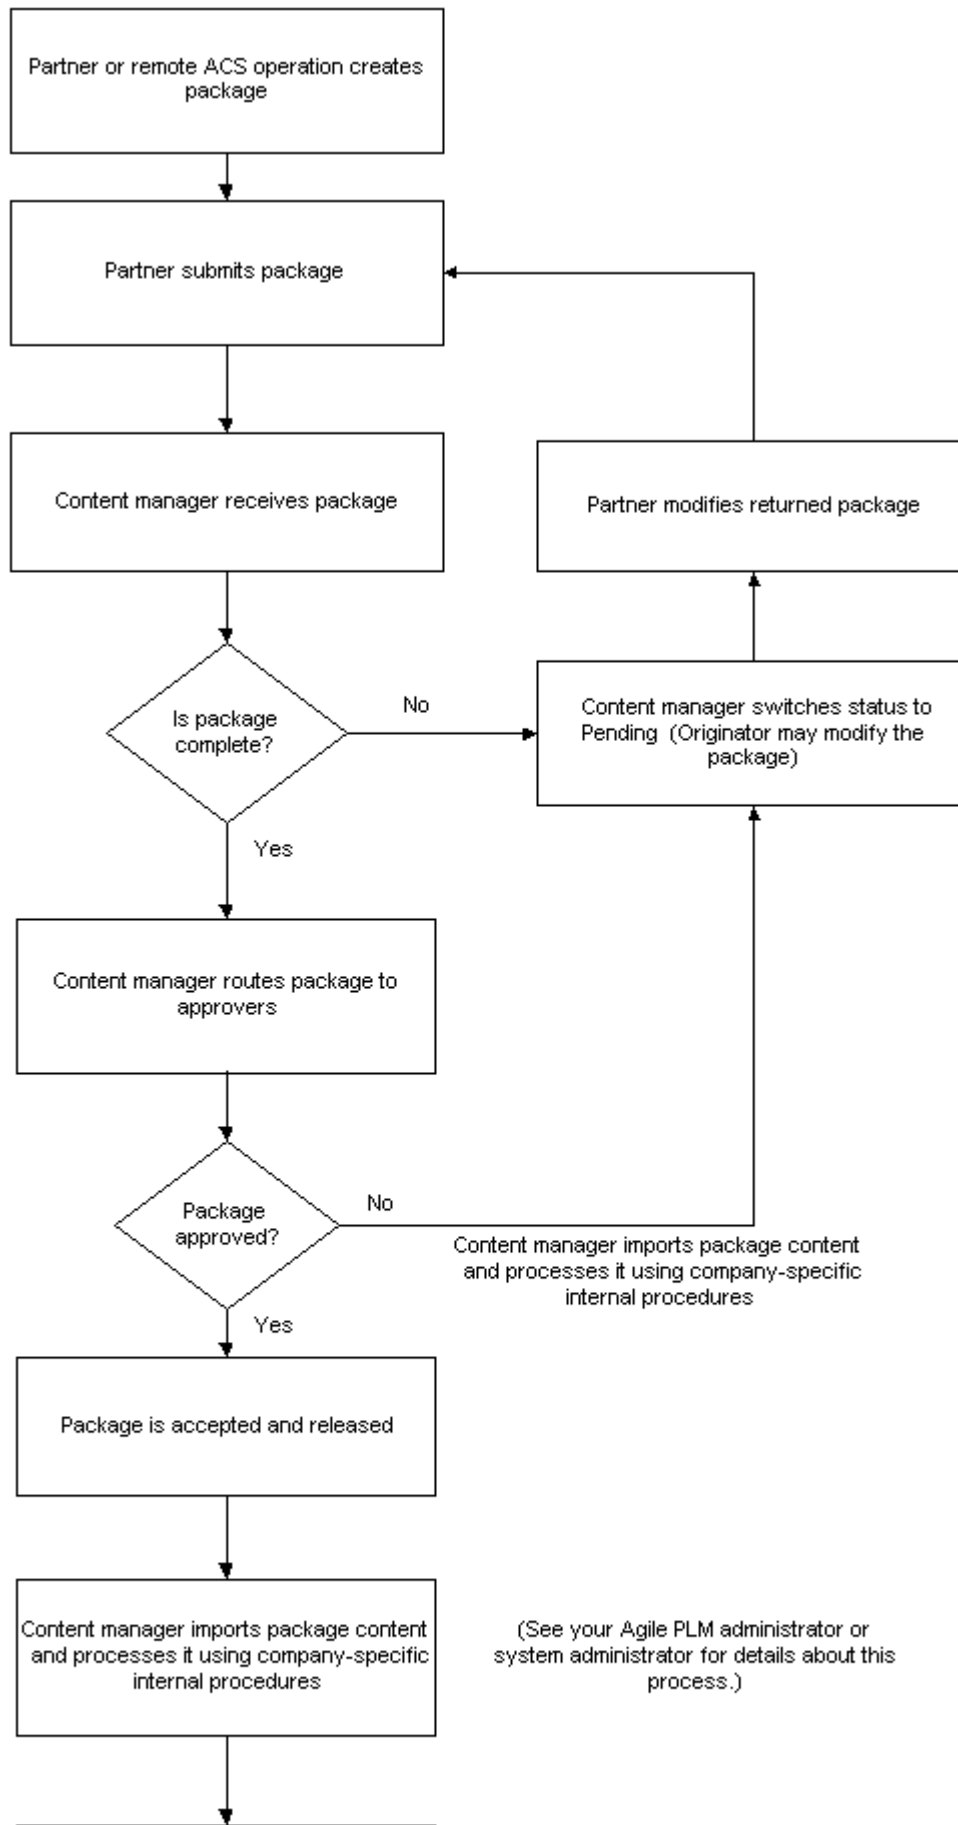 Partner or remote ACS operation creates
package
Partner submits package
Content manager receives package
Partner modifies returned package
Is package
complete?
No
Content manager switches status to
Pending (Originator may modify the
package)
Yes
Content manager routes package to
approvers
Package
approved?
No
Content manager imports package content
and processes it using company-specific
internal procedures
Yes
Package is accepted and released
Content manager imports package content
and processes it using company-specific
internal procedures
(See your Agile PLM administrator or
system administrator for details about this
process.)